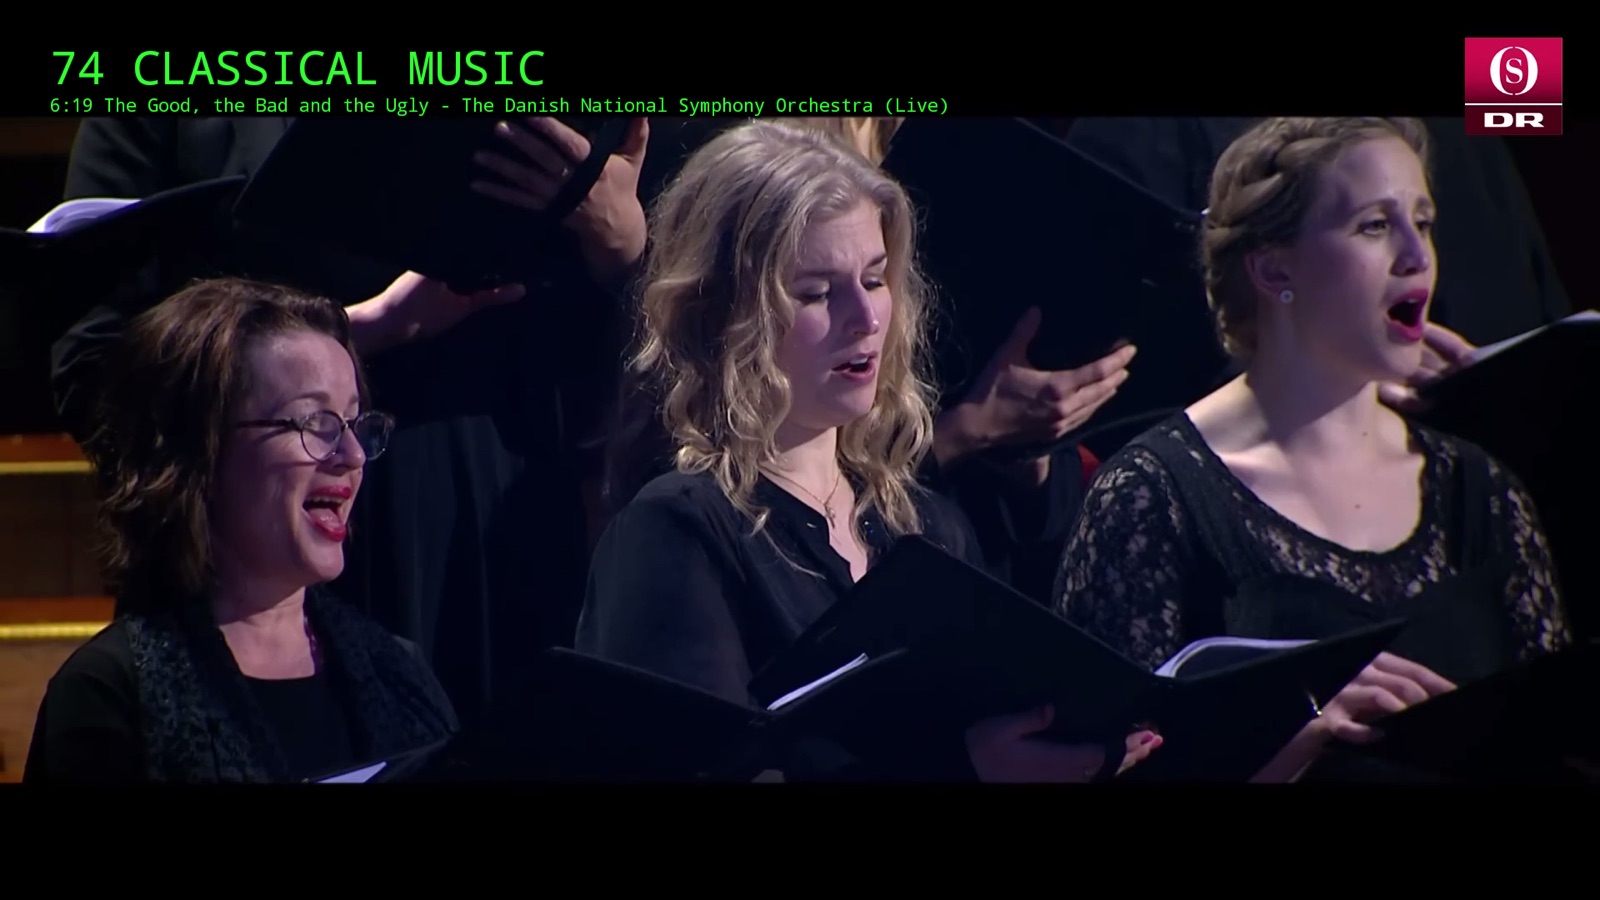 74 CLASSICAL MUSIC
6:19 The Good, the Bad and the Ugly - The Danish National Symphony Orchestra (Live)
SO
DR